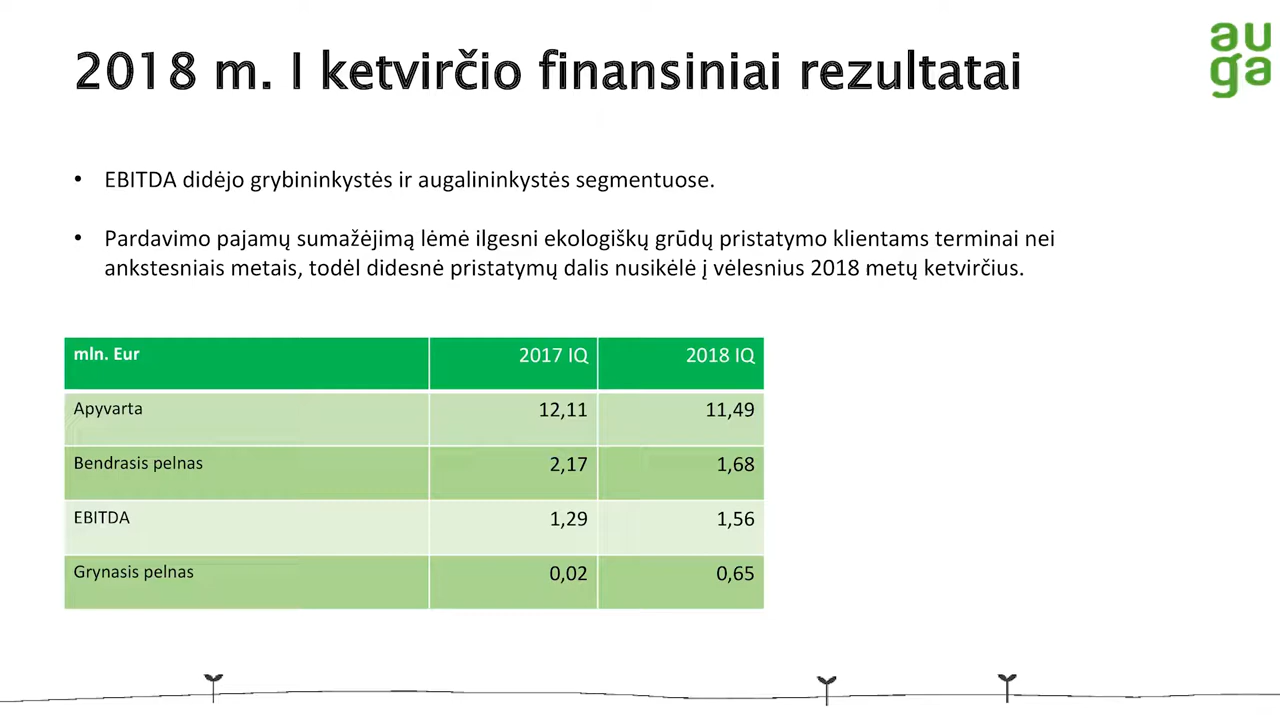 2018 m. I ketvirčio finansiniai rezultatai
au
ga
• EBITDA didėjo grybininkystės ir augalininkystės segmentuose.
• Pardavimo pajamų sumažėjimą lėmė ilgesni ekologiškų grūdų pristatymo klientams terminai nei
ankstesniais metais, todėl didesnė pristatymų dalis nusikėlė į vėlesnius 2018 metų ketvirčius.
mln. Eur 2017 IQ 2018 IQ
Apyvarta 12,11 11,49
Bendrasis pelnas 2,17 1,68
EBITDA 1,29 1,56
Grynasis pelnas 0,02 0,65